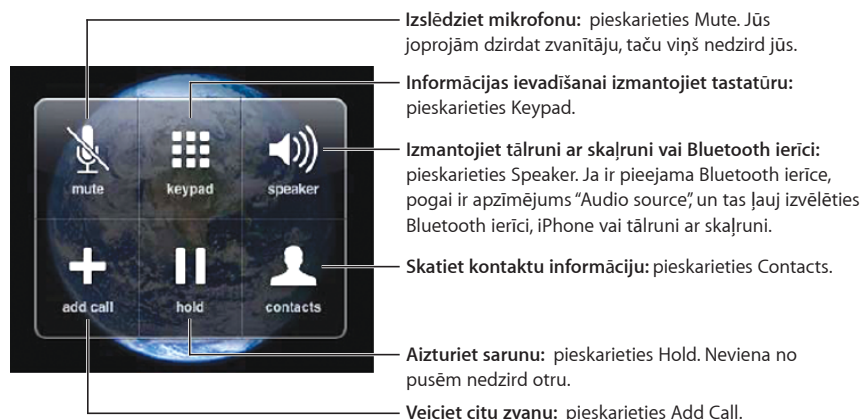 Izslēdziet mikrofonu: pieskarieties Mute. Jūs
joprojām dzirdat zvanītāju, taču viņš nedzird jūs.
Informācijas ievadīšanai izmantojiet tastatūru:
pieskarieties Keypad.
Izmantojiet tālruni ar skaļruni vai Bluetooth ierīci:
pieskarieties Speaker. Ja ir pieejama Bluetooth ierīce,
pogai ir apzīmējums “Audio source”, un tas ļauj izvēlēties
Bluetooth ierīci, iPhone vai tālruni ar skaļruni.
Skatiet kontaktu informāciju: pieskarieties Contacts.
Aizturiet sarunu: pieskarieties Hold. Neviena no
pusēm nedzird otru.
Veiciet citu zvanu: pieskarieties Add Call.
mute keypad speaker
add call hold contacts